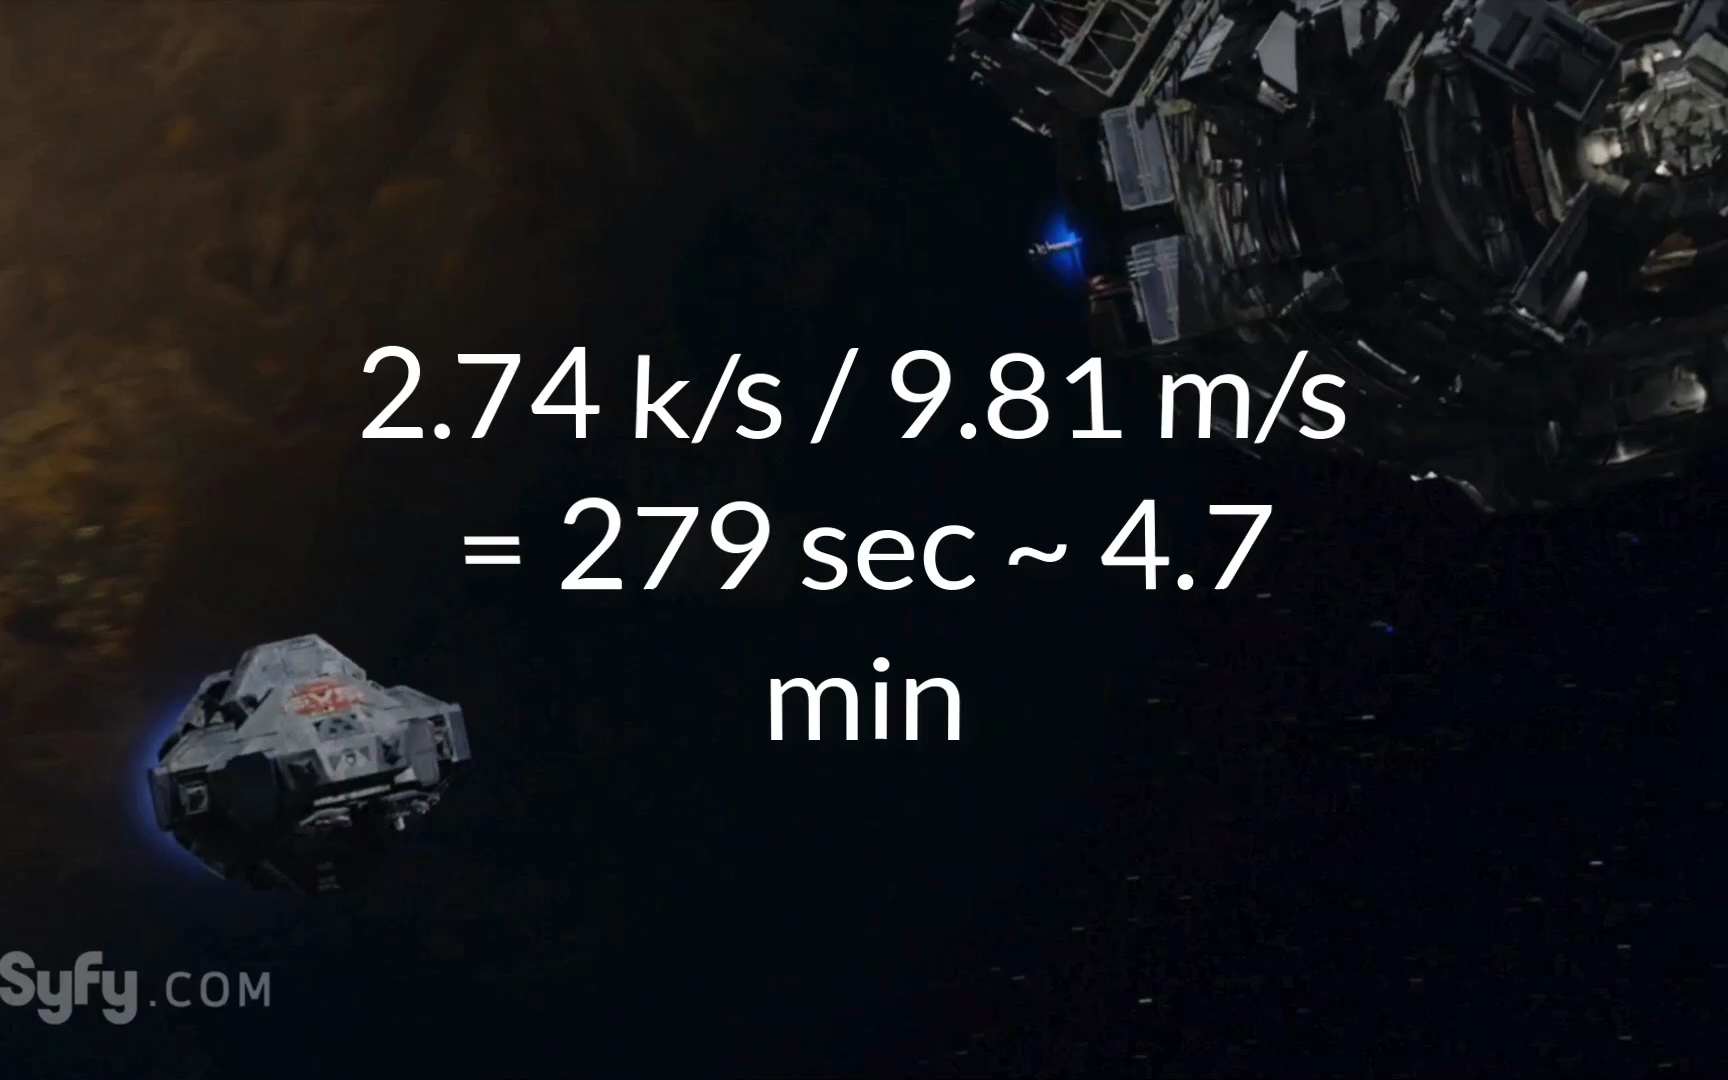 2.74 k/s / 9.81 m/s
= 279 sec ~ 4.7
min
Syfy.COM